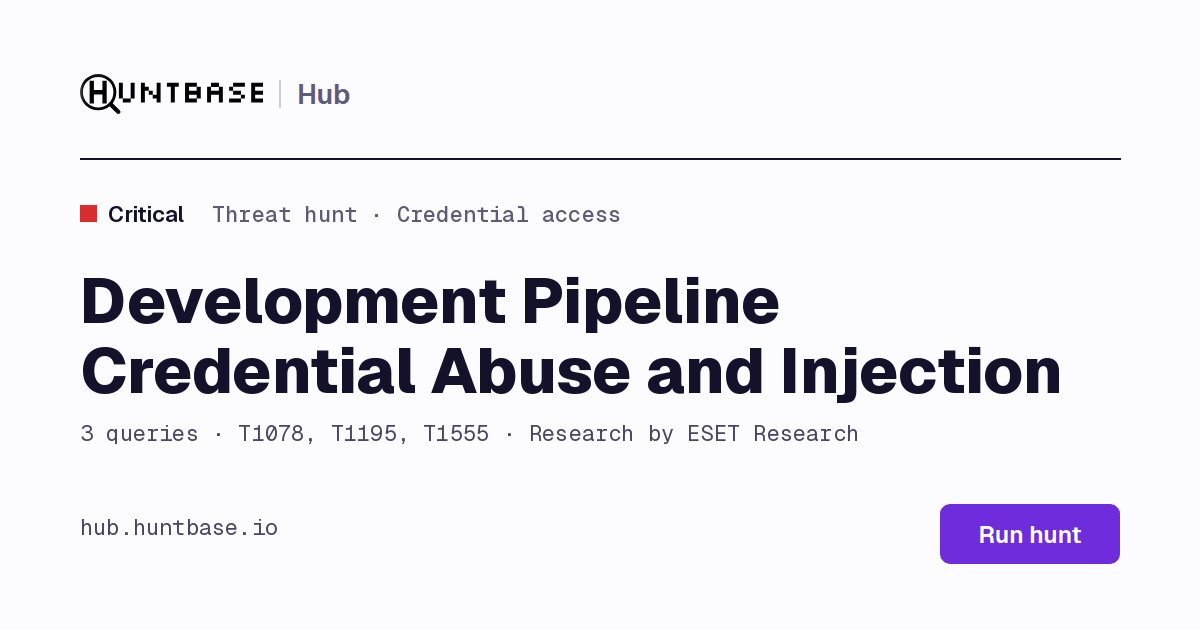 HUNTBASE Hub
Critical Threat hunt · Credential access
Development Pipeline
Credential Abuse and Injection
3 queries · T1078, T1195, T1555 · Research by ESET Research
hub.huntbase.io
Run hunt